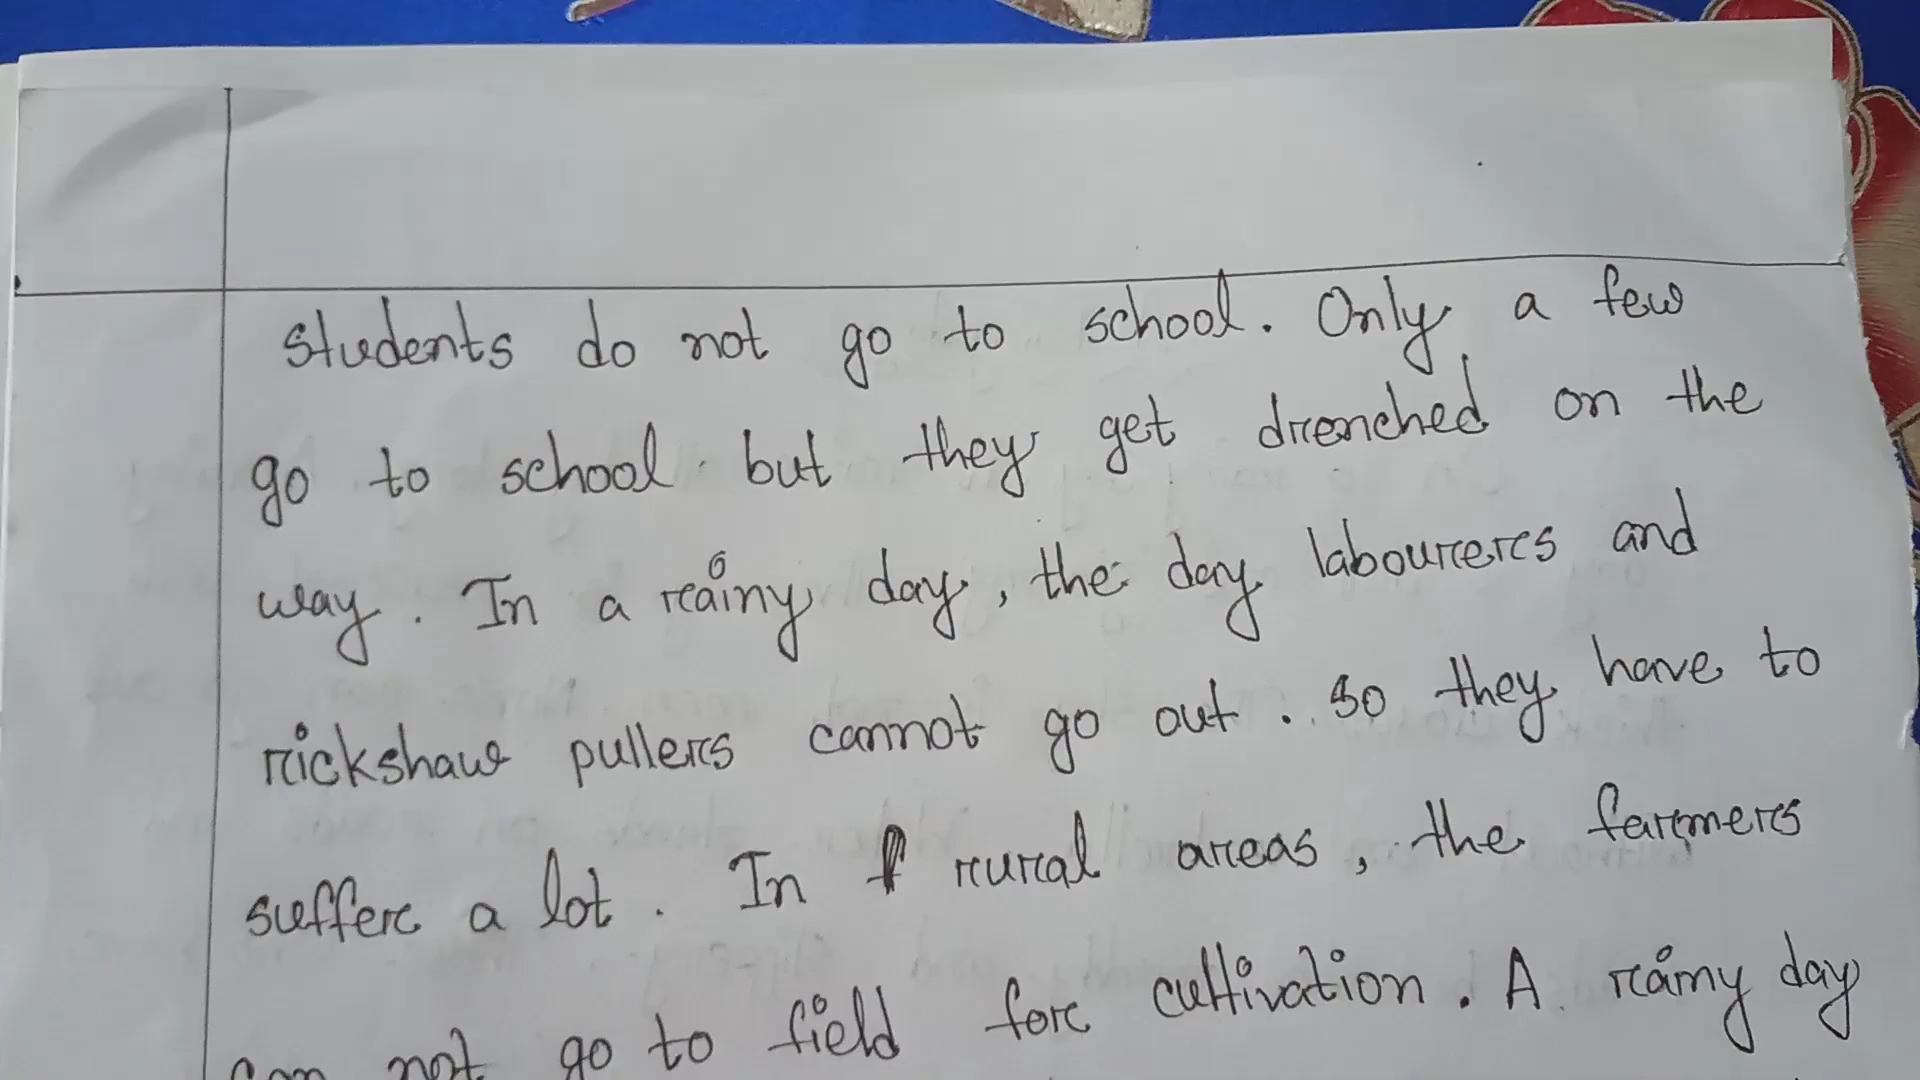 students do not go to school. Only a few
go to school but they get drenched on the
way. In a rainy day, the day labourers and
rickshaw pullers cannot go out. So they have to
suffer a lot. In rural areas, the farmers
can not go to field for cultivation. A rainy day